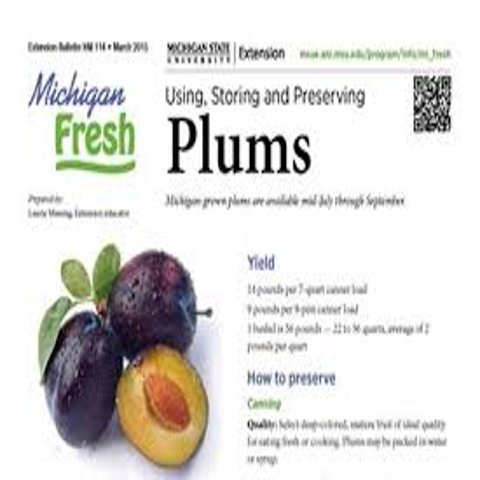 Extension Bulletin HNI 114 • March 2015
MICHIGAN STATE
UNIVERSITY
Extension
msue.anr.msu.edu/program/info/mi_fresh
Michigan
Fresh
Using, Storing and Preserving
Plums
Prepared by:
Extension educator
Michigan-grown plums are available mid-July through September.
Yield
14 pounds per 7-quart canner load
9 pounds per 9-pint canner load
1 bushel is 56 pounds — 22 to 36 quarts, average of 2
pounds per quart
How to preserve
Canning
Quality: Select deep-colored, mature fruit of ideal quality
for eating fresh or cooking. Plums may be packed in water
or syrup.